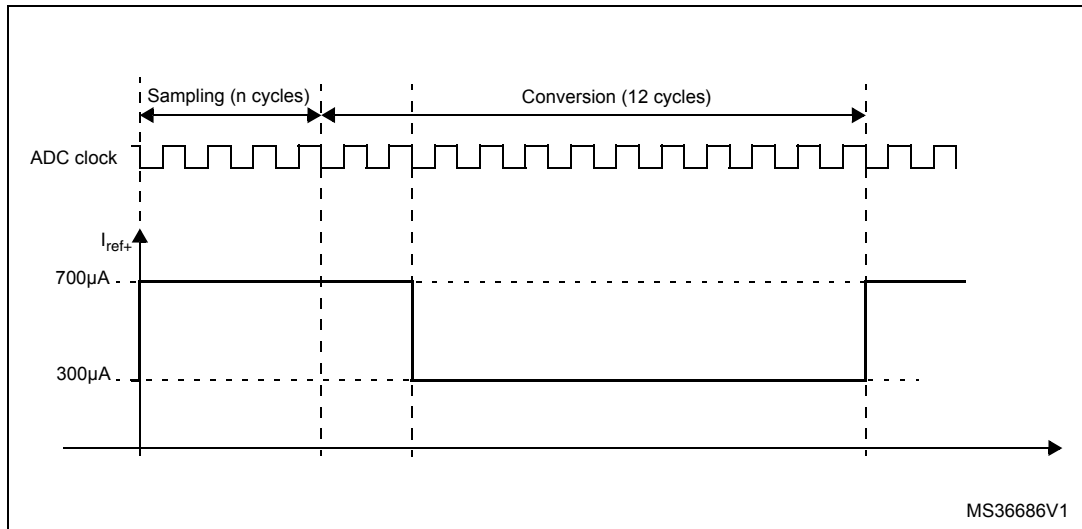 Sampling (n cycles)
Conversion (12 cycles)
ADC clock
Iref+
700µA
300µA
MS36686V1